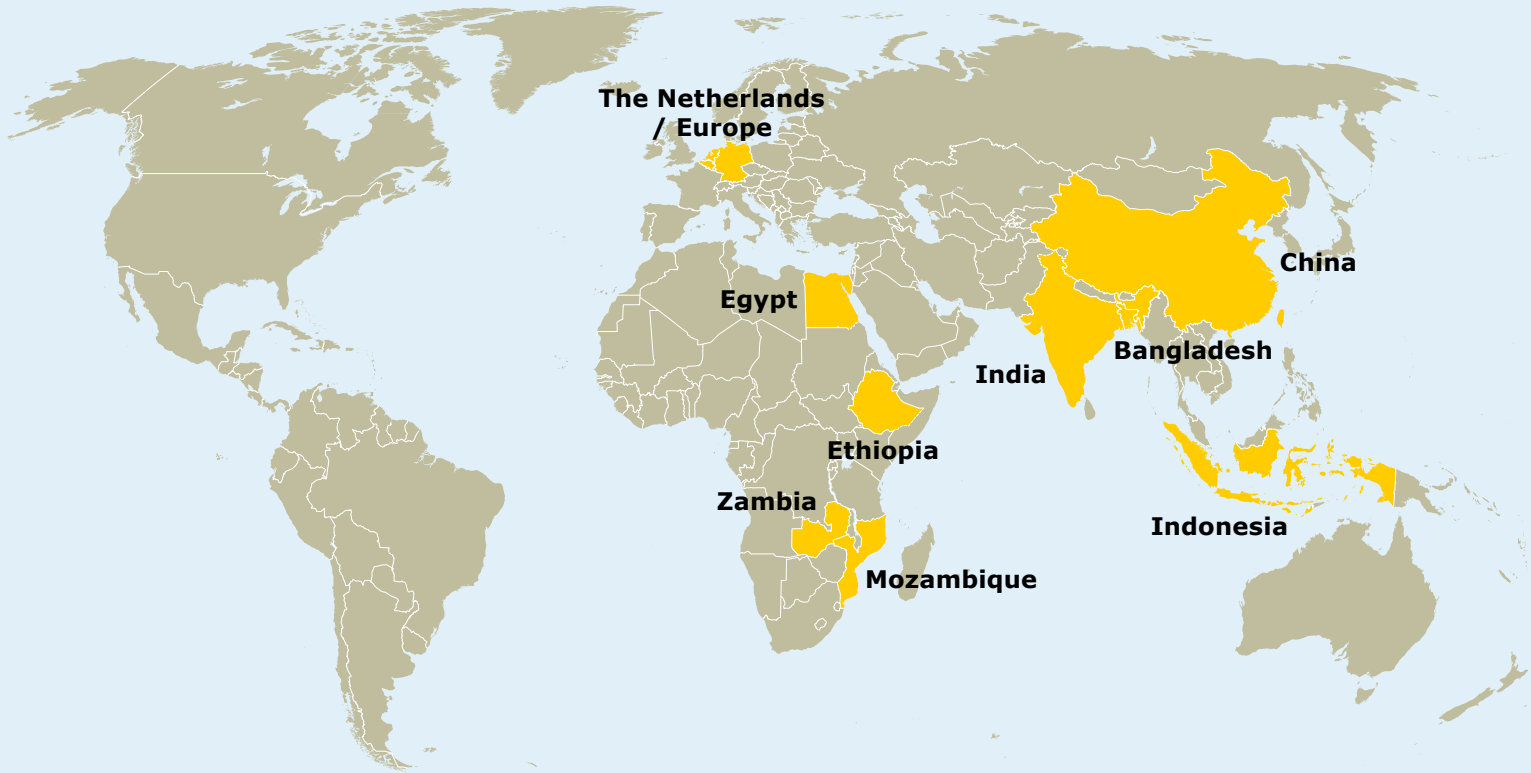 The Netherlands
/ Europe
China
Egypt
Bangladesh
India
Ethiopia
Zambia
Indonesia
Mozambique